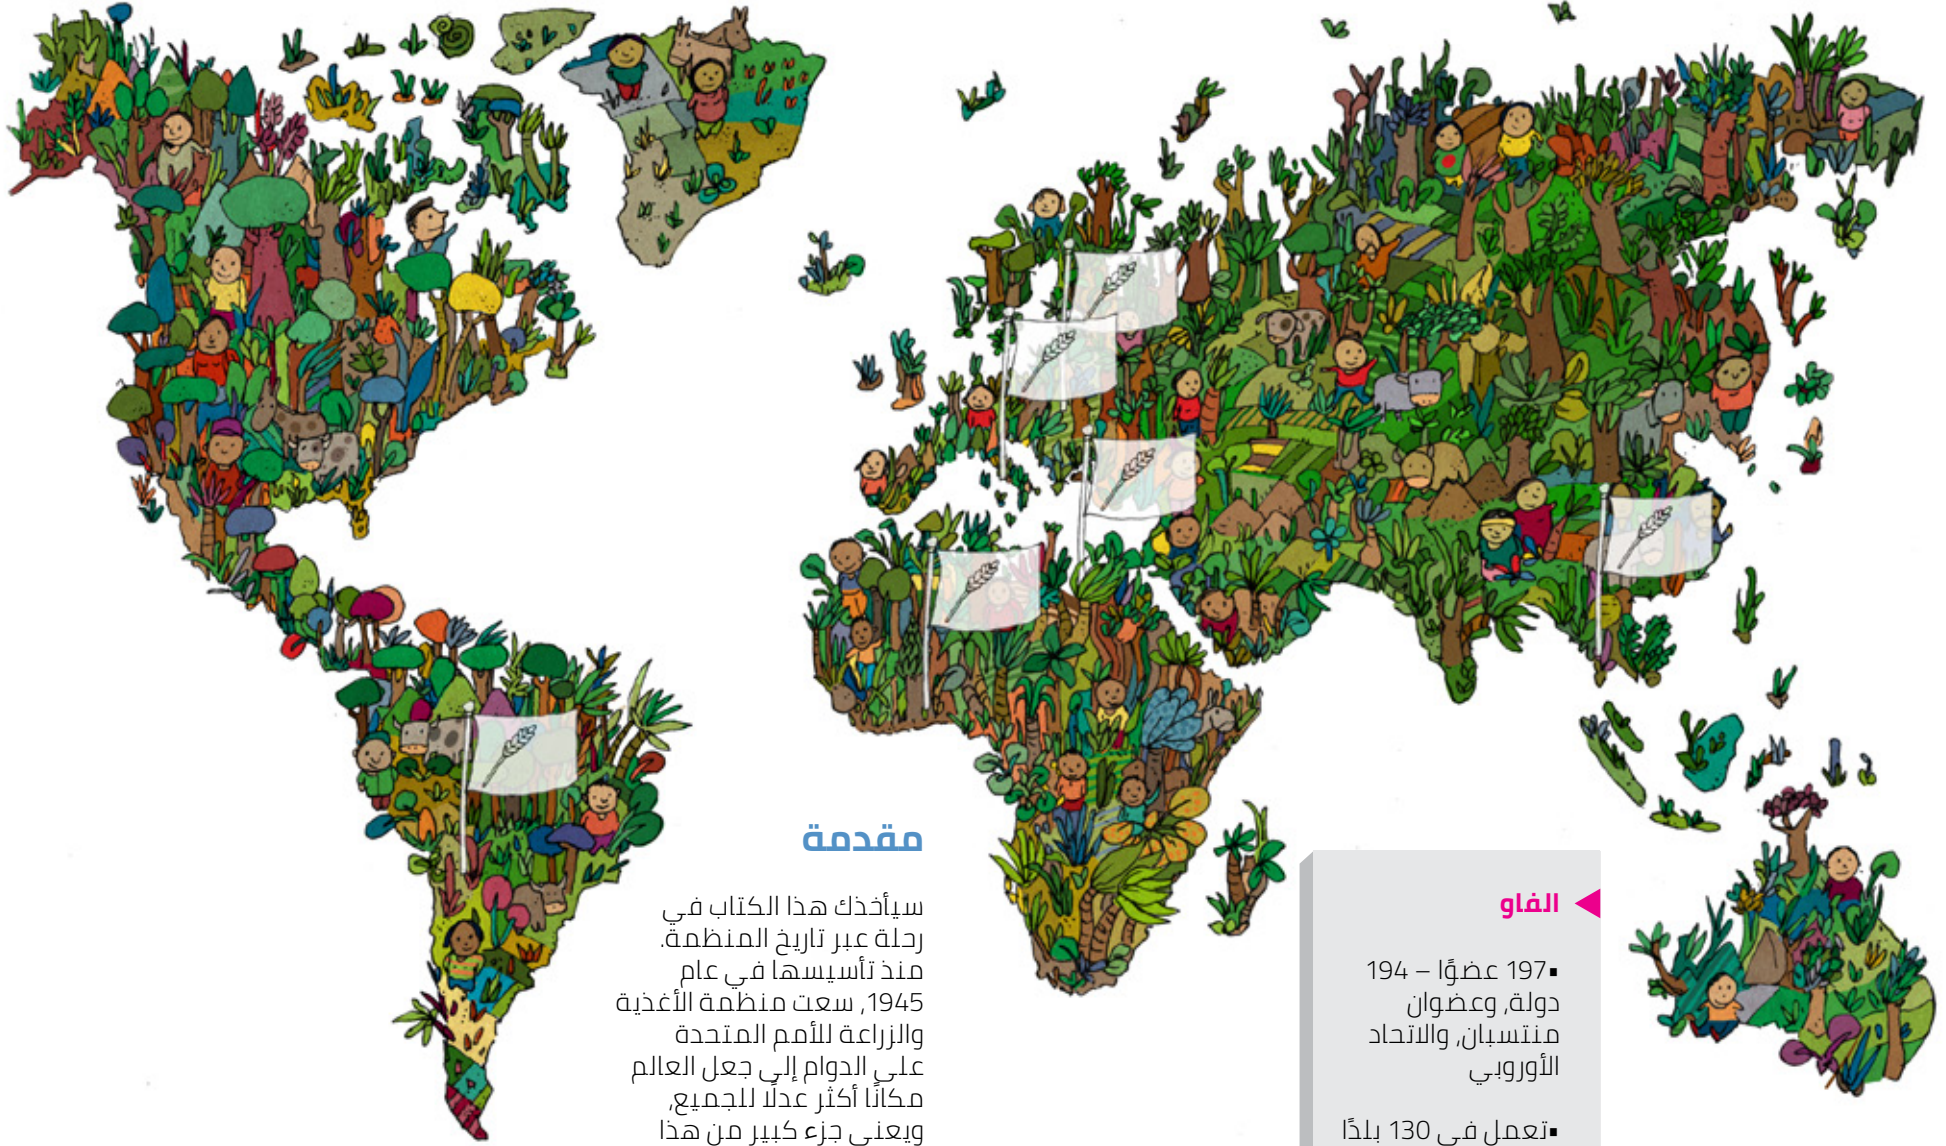 مقدمة
سيأخذك هذا الكتاب في
رحلة عبر تاريخ المنظمة.
منذ تأسيسها في عام
1945, سعت منظمة الأغذية
والزراعة للأمم المتحدة
على الدوام إلى جعل العالم
مكانًا أكثر عدلًا للجميع,
ويعني جزء كبير من هذا
الفاو
▪197 عضوًا – 194
دولة, وعضوان
منتسبان, والاتحاد
الأوروبي
▪تعمل في 130 بلدًا